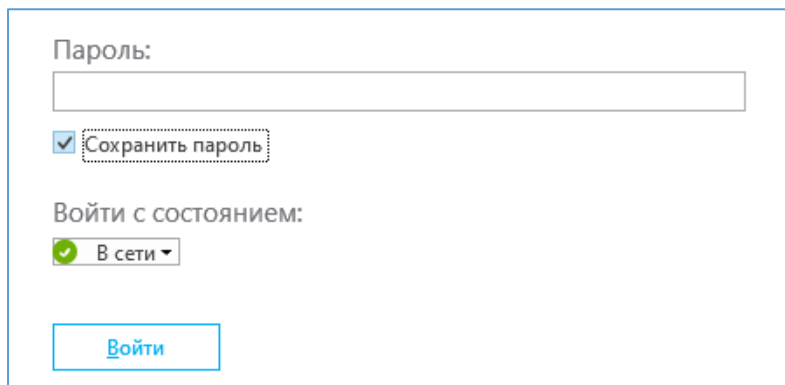 Пароль:
Сохранить пароль
Войти с состоянием:
В сети
Войти